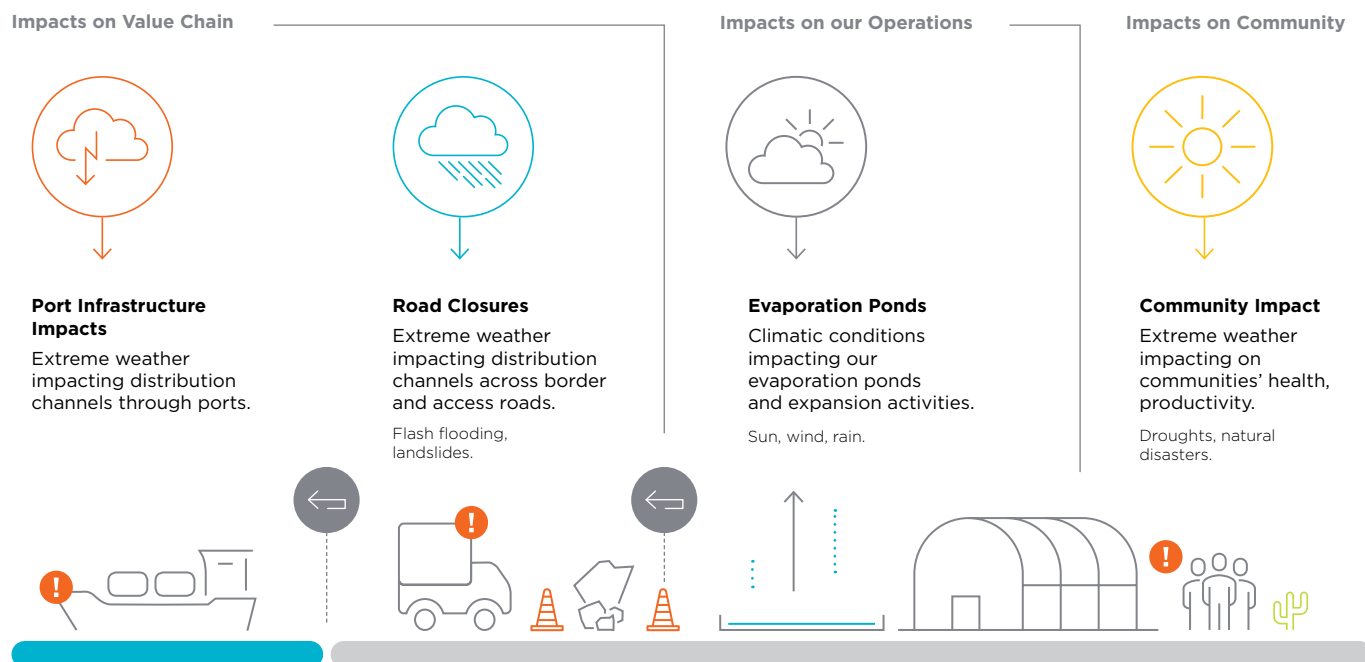 Impacts on Value Chain
Impacts on our Operations
Impacts on Community
Port Infrastructure
Impacts
Extreme weather
impacting distribution
channels through ports.
Road Closures
Extreme weather
impacting distribution
channels across border
and access roads.
Flash flooding,
landslides.
Evaporation Ponds
Climatic conditions
impacting our
evaporation ponds
and expansion activities.
Sun, wind, rain.
Community Impact
Extreme weather
impacting on
communities’ health,
productivity.
Droughts, natural
disasters.
!
!
!